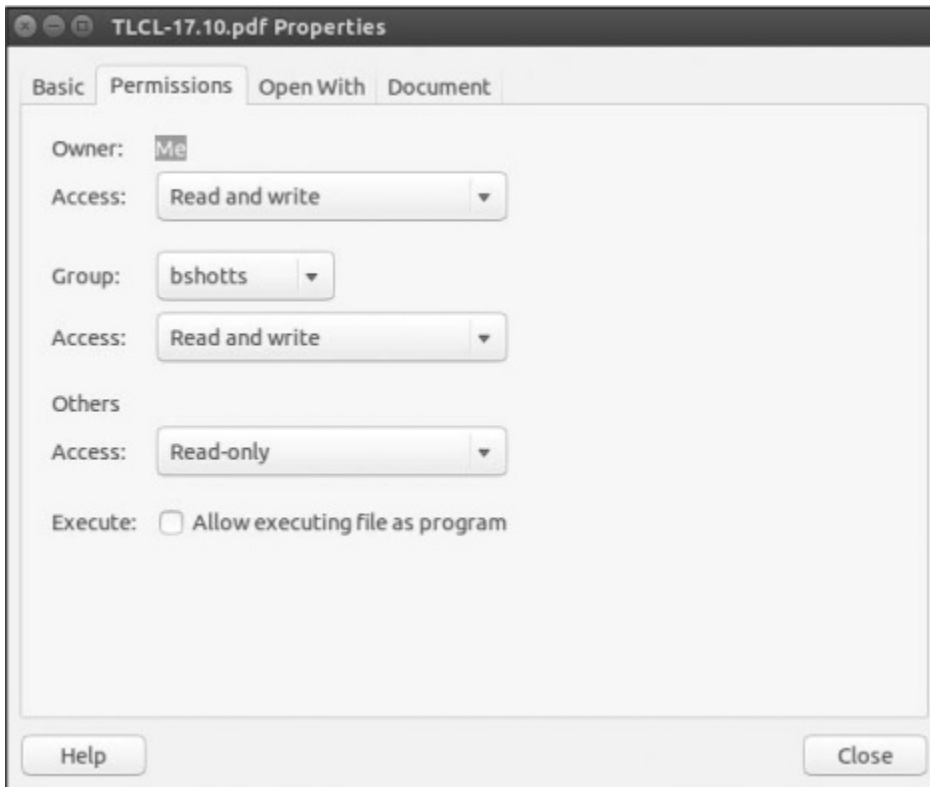 TLCL-17.10.pdf Properties
Basic Permissions Open With Document
Owner: Me
Access: Read and write
Group: bshotts
Access: Read and write
Others
Access: Read-only
Execute: Allow executing file as program
Help Close